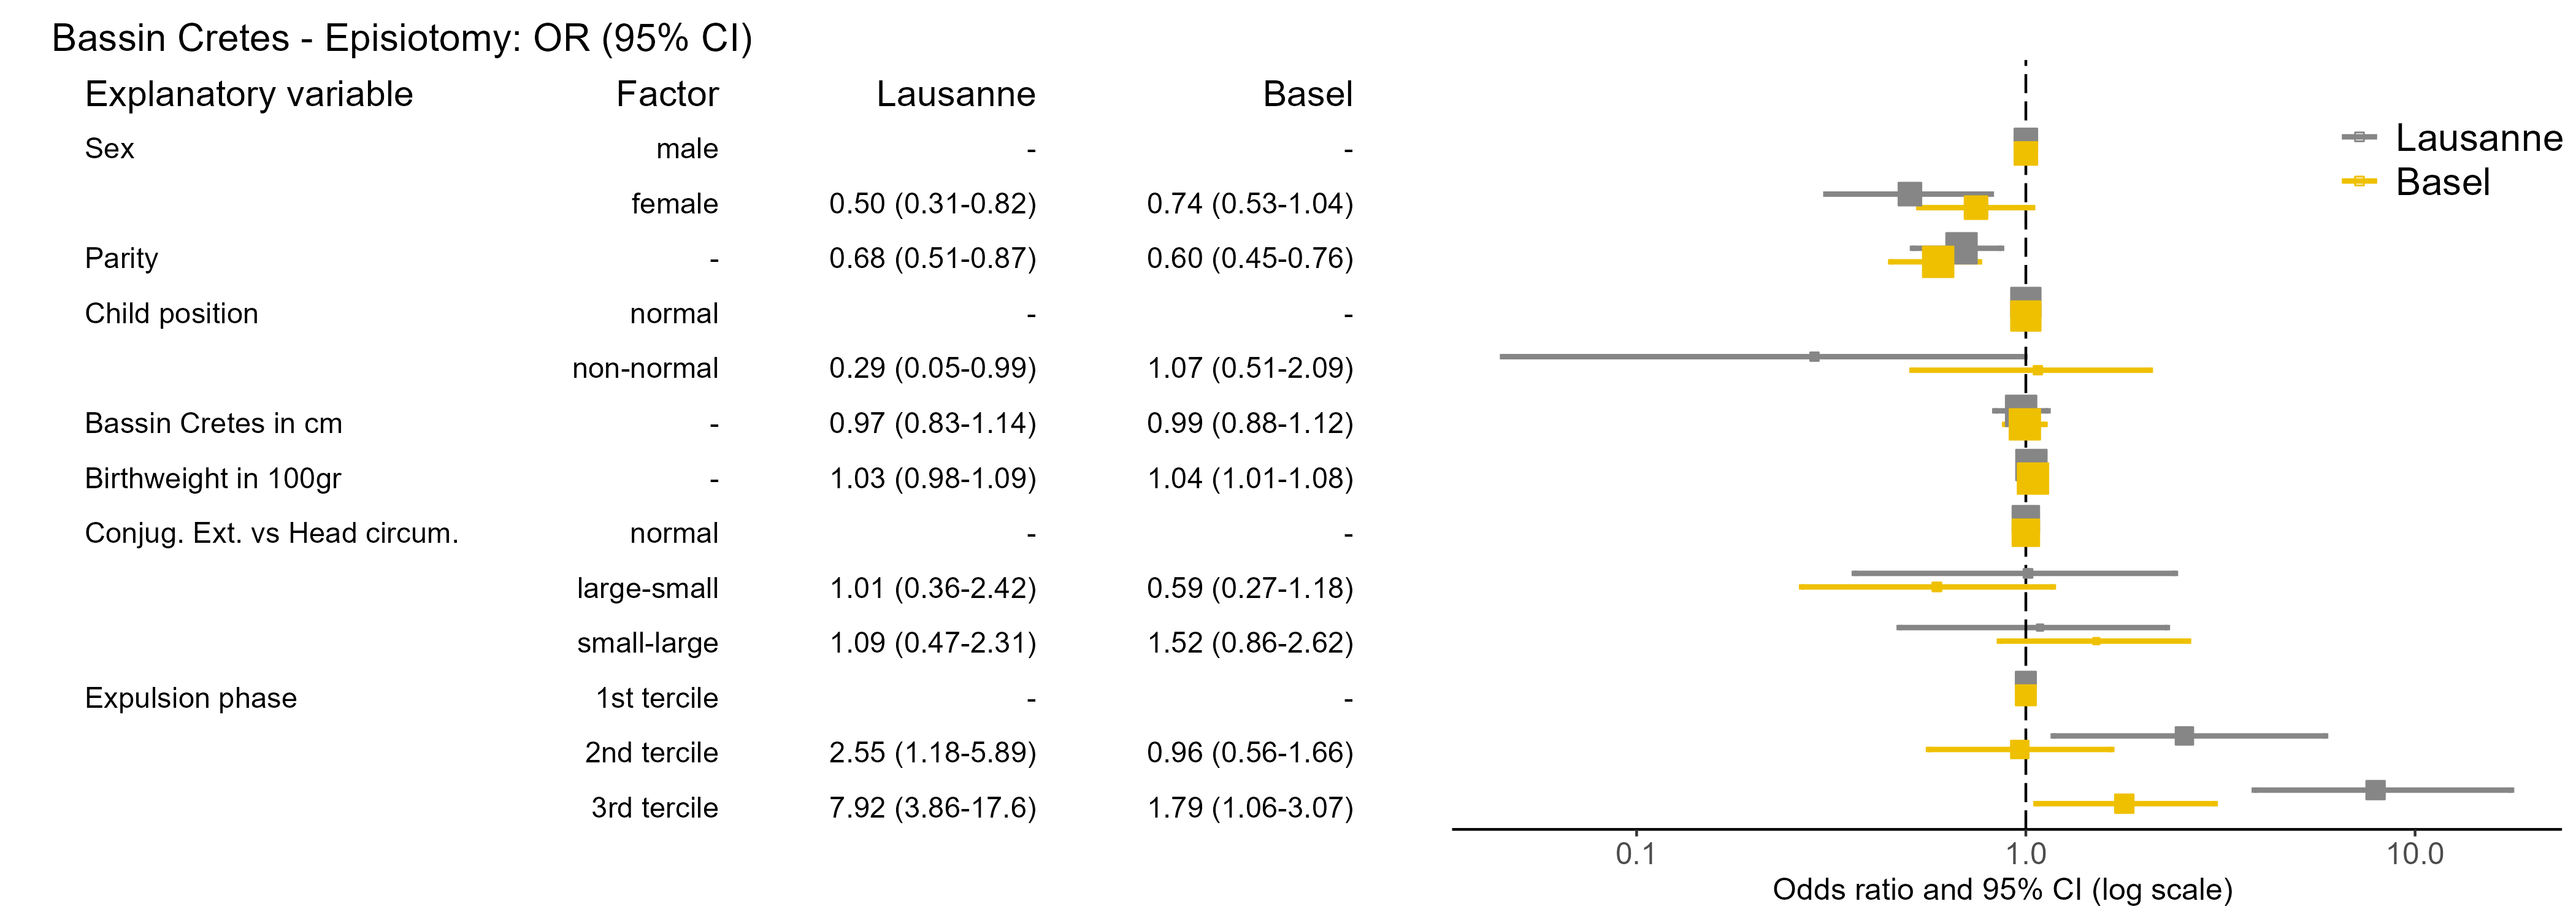 Bassin Cretes - Episiotomy: OR (95% CI)
Explanatory variable Factor Lausanne Basel
Sex male - -
female 0.50 (0.31-0.82) 0.74 (0.53-1.04)
Parity - 0.68 (0.51-0.87) 0.60 (0.45-0.76)
Child position normal - -
non-normal 0.29 (0.05-0.99) 1.07 (0.51-2.09)
Bassin Cretes in cm - 0.97 (0.83-1.14) 0.99 (0.88-1.12)
Birthweight in 100gr - 1.03 (0.98-1.09) 1.04 (1.01-1.08)
Conjug. Ext. vs Head circum. normal - -
large-small 1.01 (0.36-2.42) 0.59 (0.27-1.18)
small-large 1.09 (0.47-2.31) 1.52 (0.86-2.62)
Expulsion phase 1st tercile - -
2nd tercile 2.55 (1.18-5.89) 0.96 (0.56-1.66)
3rd tercile 7.92 (3.86-17.6) 1.79 (1.06-3.07)
Lausanne
Basel
0.1 1.0 10.0
Odds ratio and 95% CI (log scale)